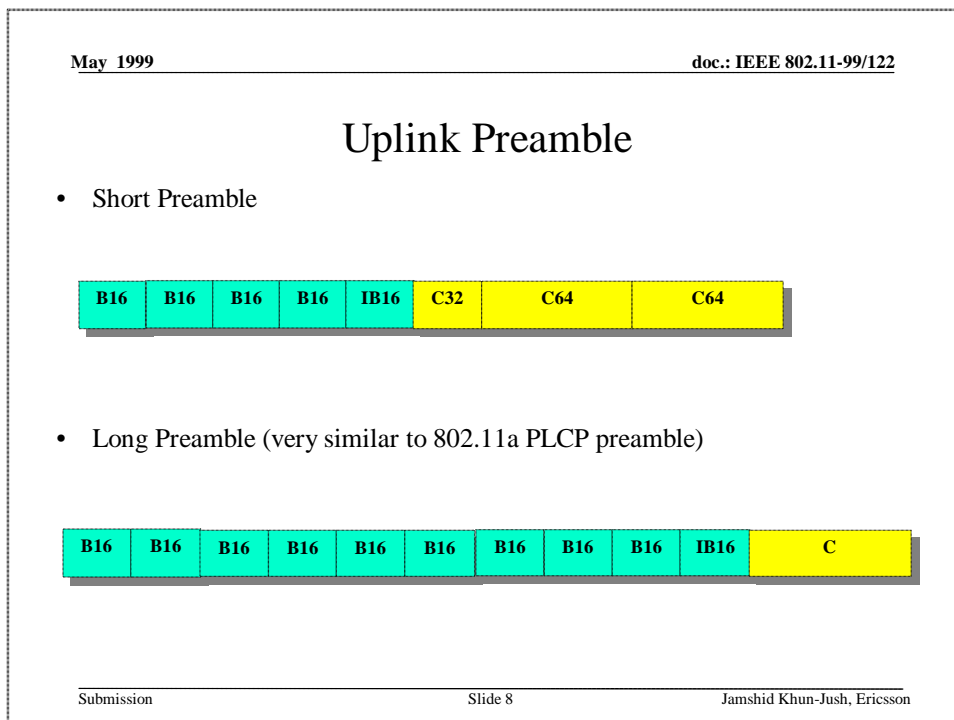 May 1999 doc.: IEEE 802.11-99/122
Uplink Preamble
• Short Preamble
B16 B16 B16 B16 IB16 C32 C64 C64
• Long Preamble (very similar to 802.11a PLCP preamble)
B16 B16 B16 B16 B16 B16 B16 B16 B16 IB16 C
Submission Slide 8 Jamshid Khun-Jush, Ericsson